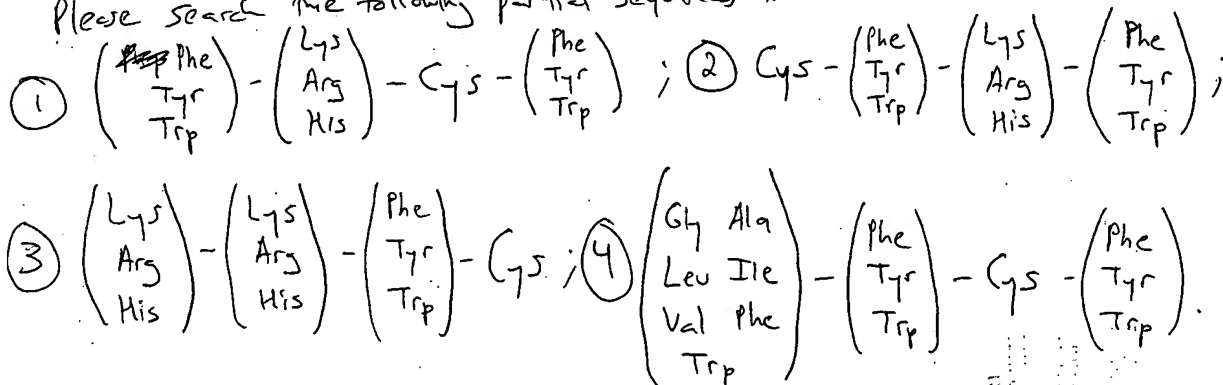 Please search the following partial sequences
① (Phe Tyr Trp) - (Lys Arg His) - Cys - (Phe Tyr Trp) ; ② Cys - (Phe Tyr Trp) - (Lys Arg His) - (Phe Tyr Trp) ;
③ (Lys Arg His) - (Lys Arg His) - (Phe Tyr Trp) - Cys ; ④ (Gly Ala Leu Ile Val Phe Trp) - (Phe Tyr Trp) - Cys - (Phe Tyr Trp) .